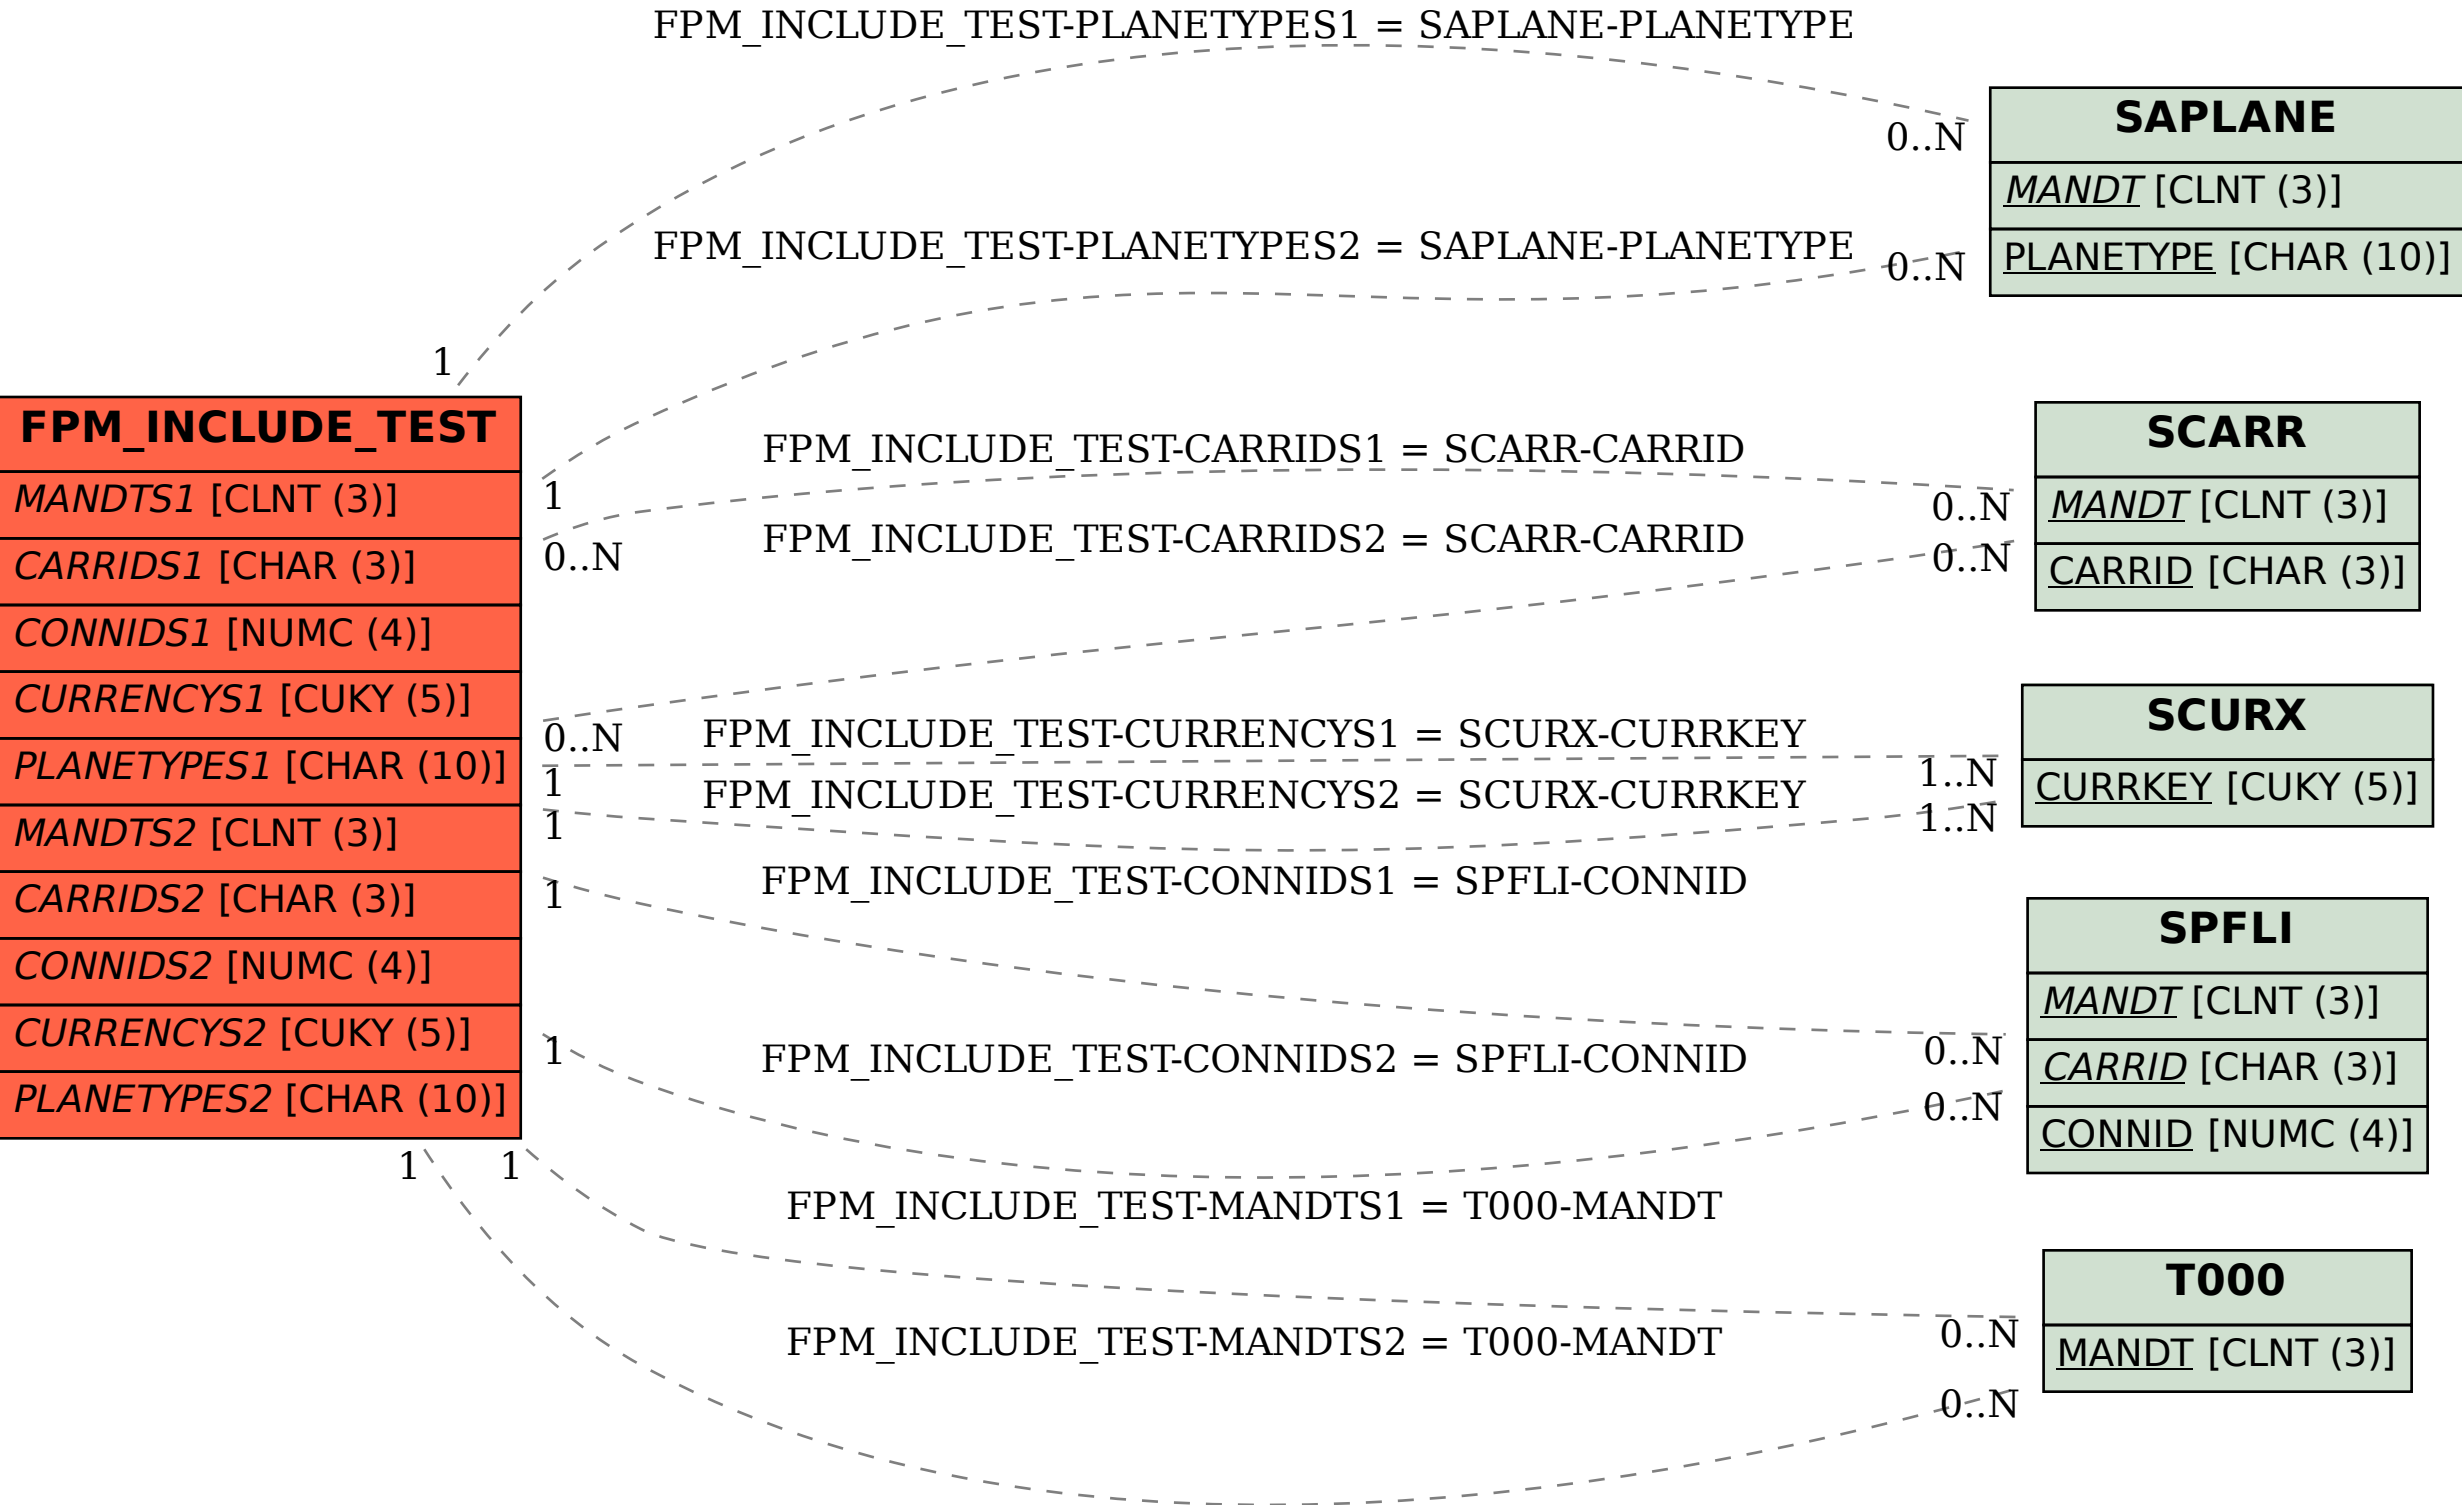 FPM_INCLUDE_TEST-PLANETYPES1 = SAPLANE-PLANETYPE
SAPLANE
0..N
MANDT [CLNT (3)]
FPM_INCLUDE_TEST-PLANETYPES2 = SAPLANE-PLANETYPE
0..N
PLANETYPE [CHAR (10)]
1
FPM_INCLUDE_TEST
MANDTS1 [CLNT (3)]
CARRIDS1 [CHAR (3)]
CONNIDS1 [NUMC (4)]
CURRENCYS1 [CUKY (5)]
PLANETYPES1 [CHAR (10)]
MANDTS2 [CLNT (3)]
CARRIDS2 [CHAR (3)]
CONNIDS2 [NUMC (4)]
CURRENCYS2 [CUKY (5)]
PLANETYPES2 [CHAR (10)]
FPM_INCLUDE_TEST-CARRIDS1 = SCARR-CARRID
1
0..N
0..N
FPM_INCLUDE_TEST-CARRIDS2 = SCARR-CARRID
0..N
SCARR
MANDT [CLNT (3)]
CARRID [CHAR (3)]
0..N
FPM_INCLUDE_TEST-CURRENCYS1 = SCURX-CURRKEY
1
1..N
FPM_INCLUDE_TEST-CURRENCYS2 = SCURX-CURRKEY
1
1..N
SCURX
CURRKEY [CUKY (5)]
FPM_INCLUDE_TEST-CONNIDS1 = SPFLI-CONNID
1
0..N
FPM_INCLUDE_TEST-CONNIDS2 = SPFLI-CONNID
1
0..N
SPFLI
MANDT [CLNT (3)]
CARRID [CHAR (3)]
CONNID [NUMC (4)]
1
1
FPM_INCLUDE_TEST-MANDTS1 = T000-MANDT
0..N
FPM_INCLUDE_TEST-MANDTS2 = T000-MANDT
0..N
T000
MANDT [CLNT (3)]